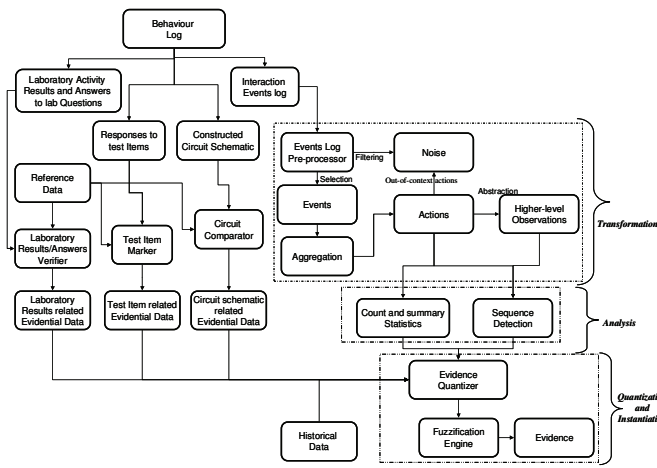 Behaviour
Log
Laboratory Activity
Results and Answers
to lab Questions
Interaction
Events log
Responses to
test Items
Constructed
Circuit Schematic
Events Log
Pre-processor
Filtering
Noise
Selection
Out-of-context actions
Reference
Data
Events
Actions
Abstraction
Higher-level
Observations
Transformation
Laboratory
Results/Answers
Verifier
Test Item
Marker
Circuit
Comparator
Aggregation
Laboratory
Results related
Evidential Data
Test Item related
Evidential Data
Circuit schematic
related
Evidential Data
Count and summary
Statistics
Sequence
Detection
Analysis
Evidence
Quantizer
Historical
Data
Fuzzification
Engine
Evidence
Quantizati
and
Instantiati